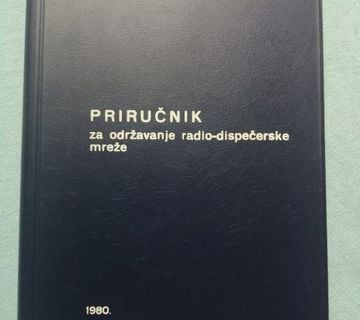 PRIRUČNIK
za održavanje radio-dispečerske
mreže
1980.